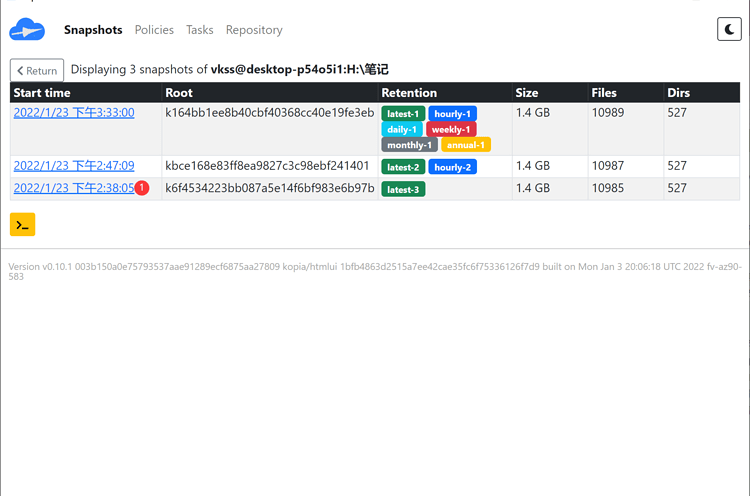 Snapshots Policies Tasks Repository
Return Displaying 3 snapshots of vkss@desktop-p54o5i1:H:\笔记
Start time Root Retention Size Files Dirs
2022/1/23 下午3:33:00 k164bb1ee8b40cbf40368cc40e19fe3eb latest-1 hourly-1 1.4 GB 10989 527
daily-1 weekly-1
monthly-1 annual-1
2022/1/23 下午2:47:09 kbce168e83ff8ea9827c3c98ebf241401 latest-2 hourly-2 1.4 GB 10987 527
2022/1/23 下午2:38:05 1 k6f4534223bb087a5e14f6bf983e6b97b latest-3 1.4 GB 10985 527
Version v0.10.1 003b150a0e75793537aae91289ecf6875aa27809 kopia/htmlui 1bfb4863d2515a7ee42cae35fc6f75336126f7d9 built on Mon Jan 3 20:06:18 UTC 2022 fv-az90-
583